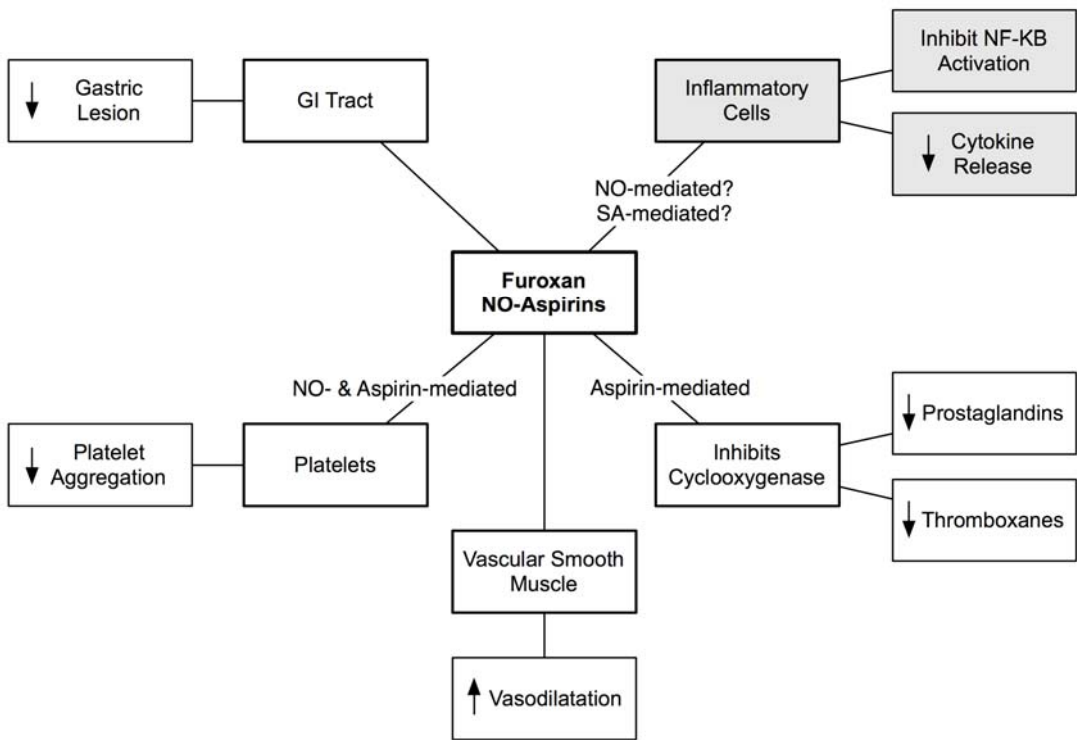 Gastric
Lesion
GI Tract
Inflammatory
Cells
Inhibit NF-KB
Activation
Cytokine
Release
NO-mediated?
SA-mediated?
Furoxan
NO-Aspirins
NO- & Aspirin-mediated
Aspirin-mediated
Platelet
Aggregation
Platelets
Inhibits
Cyclooxygenase
Prostaglandins
Thromboxanes
Vascular Smooth
Muscle
Vasodilatation